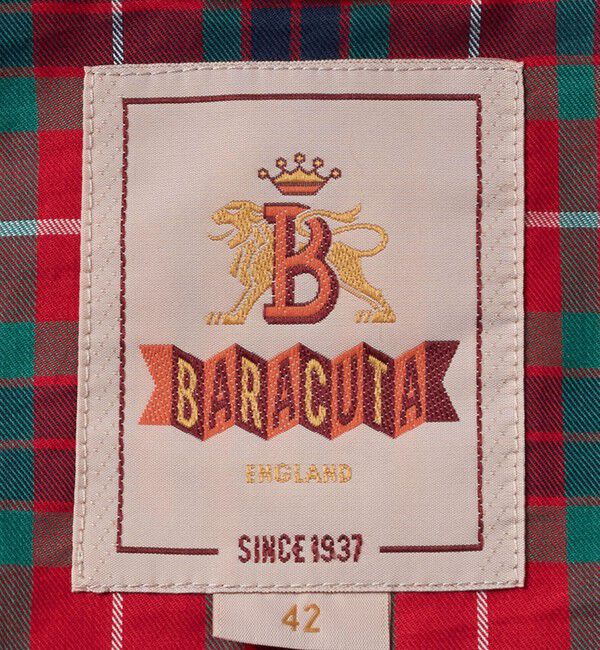 B
BARACUTA
ENGLAND
SINCE 1937
42